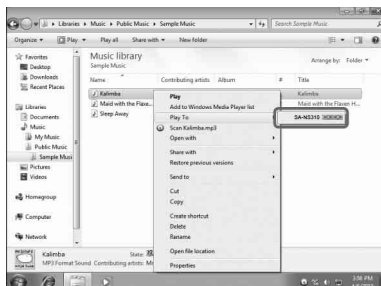 Libraries Music Public Music Sample Music
Search Sample Music
Organize Play Play all Share with New folder
Favorites
Desktop
Downloads
Recent Places
Libraries
Documents
Music
My Music
Public Music
Sample Musi
Pictures
Videos
Homegroup
Computer
Network
Music library
Sample Music
Arrange by: Folder
Name Contributing artists Album # Title
Kalimba
Maid with the Flaxe...
Sleep Away
Kalimba
Maid with the Flaxen H...
Play
Add to Windows Media Player list
Play To
Scan Kalimba.mp3
Open with
Share with
Restore previous versions
Send to
Cut
Copy
Create shortcut
Delete
Rename
Open file location
Properties
SA-NS310
Kalimba
MP3 Format Sound
State:
Contributing artists:
3:56 PM